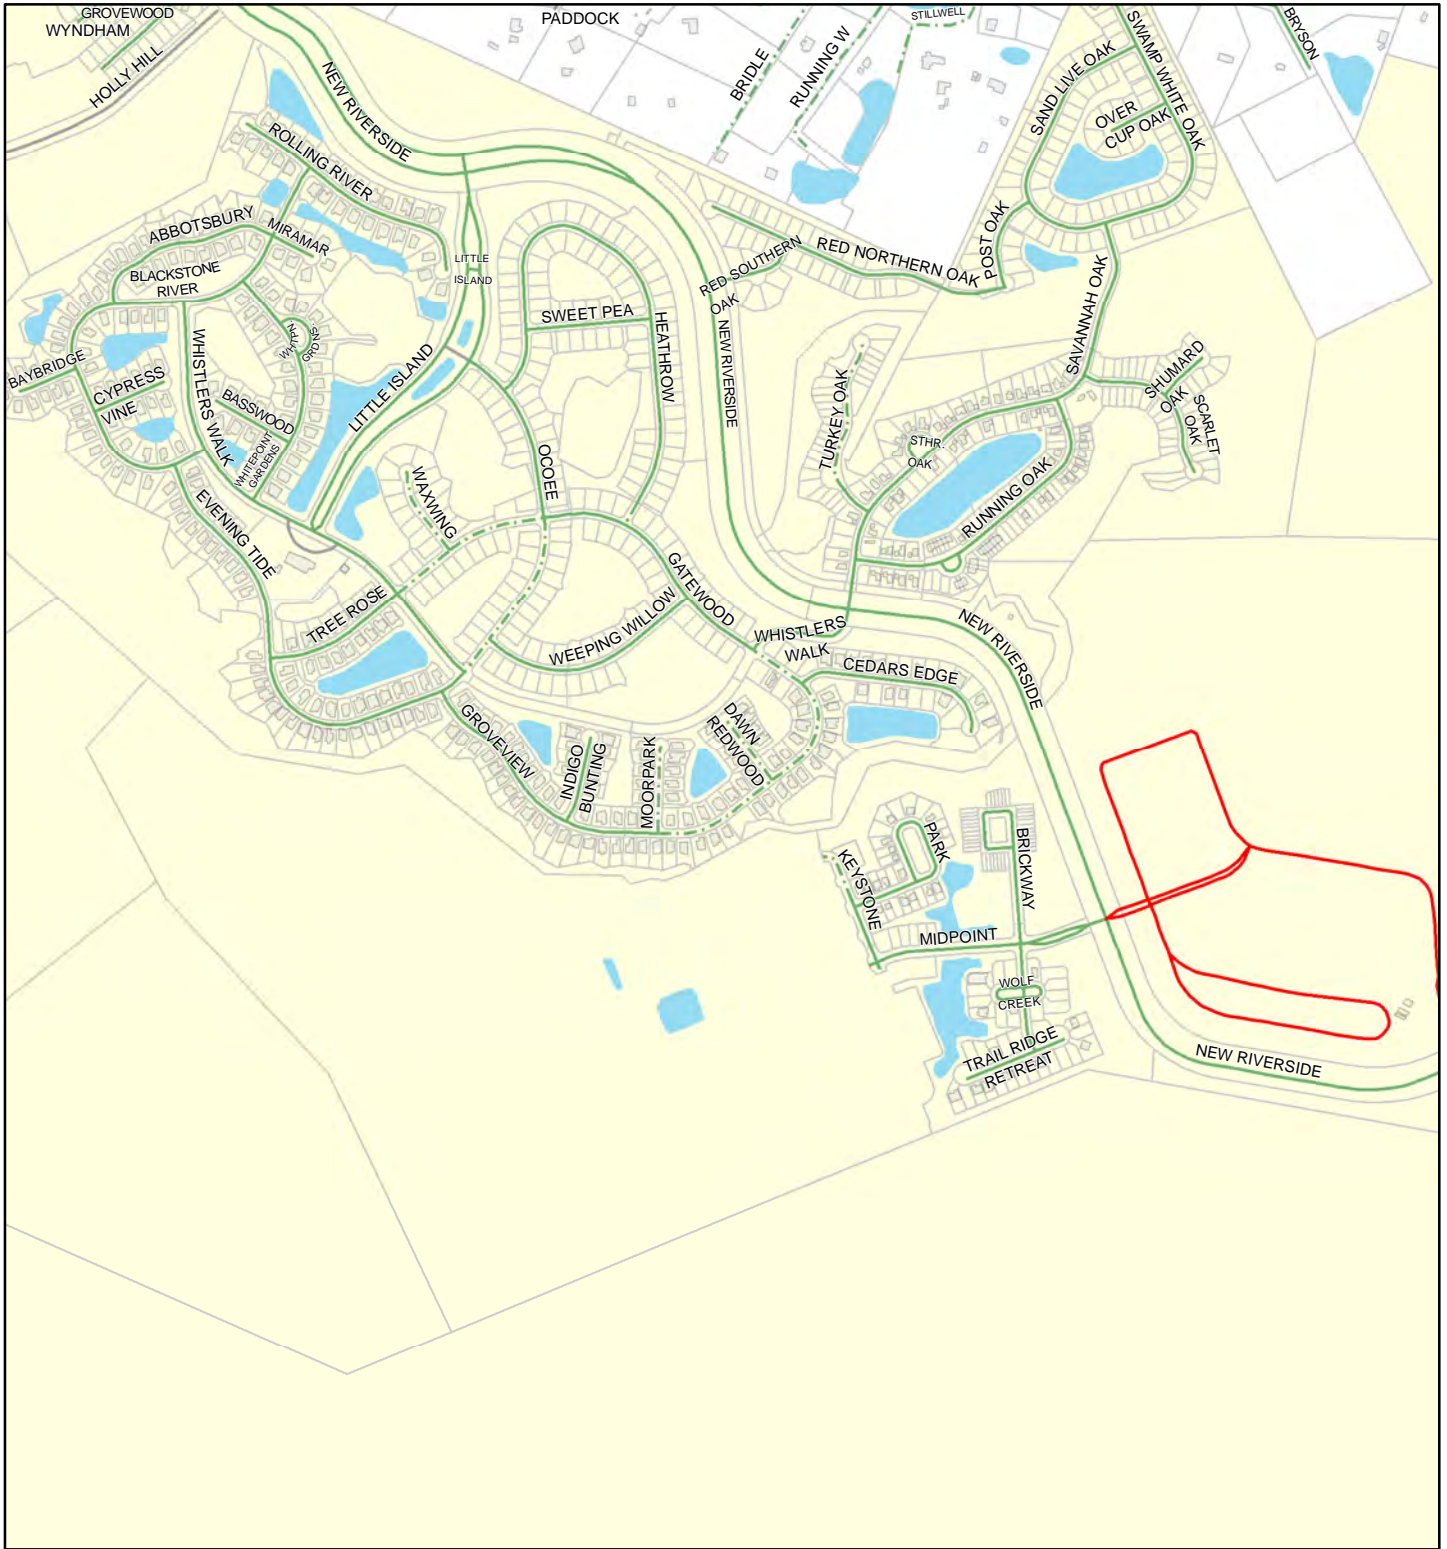 GROVEWOOD
WYNDHAM
HOLLY HILL
PADDOCK
STILLWELL
BRIDLE
RUNNING W
SWAMP WHITE OAK
BRYSON
SAND LIVE OAK
OVER
CUP OAK
NEW RIVERSIDE
ROLLING RIVER
ABBOTSBURY
MIRAMAR
BLACKSTONE
RIVER
LITTLE
ISLAND
RED SOUTHERN
OAK
RED NORTHERN OAK
POST OAK
SAVANNAH OAK
SWEET PEA
HEATHROW
NEW RIVERSIDE
WHTPN
GRDNS
WHISTLERS WALK
BAYBRIDGE
CYPRESS
VINE
BASSWOOD
LITTLE ISLAND
WHITEPOINT
GARDENS
TURKEY OAK
SHUMARD
OAK
SCARLET
OAK
STHR.
OAK
RUNNING OAK
OCOEE
WAXWING
EVENING TIDE
GATEWOOD
TREE ROSE
WEEPING WILLOW
WHISTLERS
WALK
NEW RIVERSIDE
CEDARS EDGE
GROVEVIEW
INDIGO
BUNTING
MOORPARK
DAWN
REDWOOD
KEYSTONE
PARK
BRICKWAY
MIDPOINT
WOLF
CREEK
TRAIL RIDGE
RETREAT
NEW RIVERSIDE